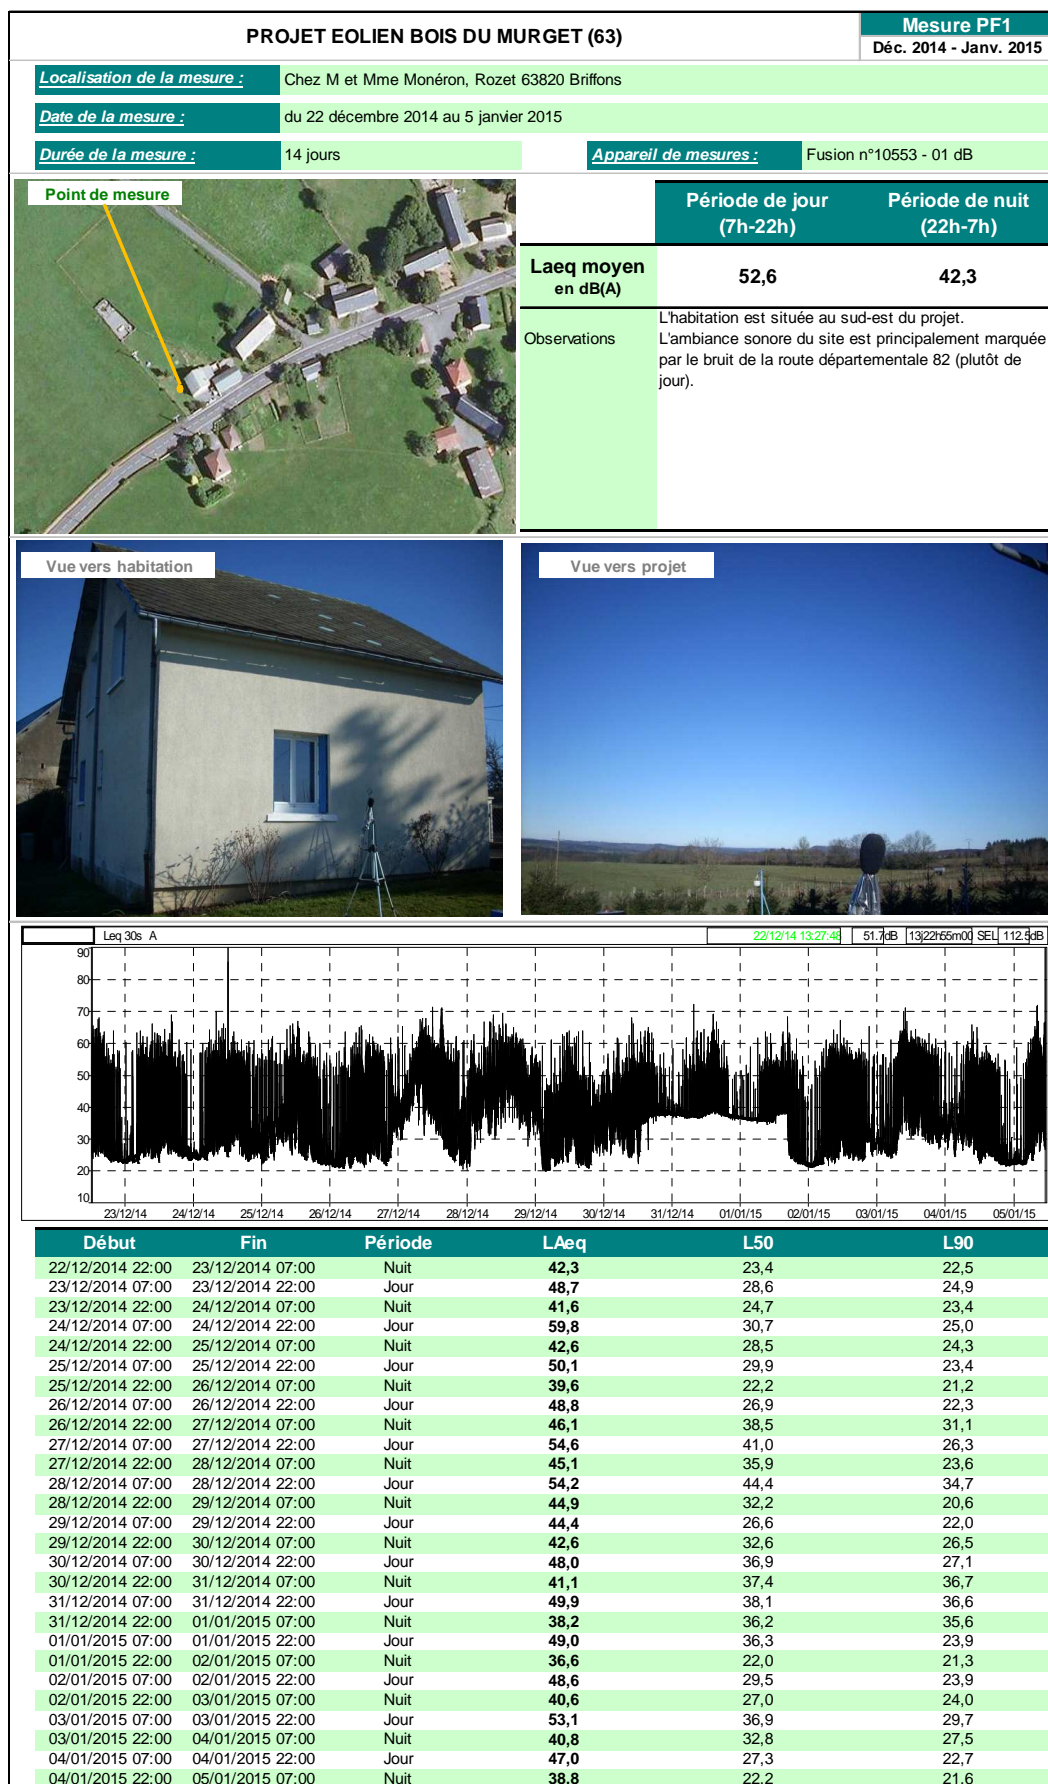 PROJET EOLIEN BOIS DU MURGET (63)
Mesure PF1
Déc. 2014 - Janv. 2015
Localisation de la mesure : Chez M et Mme Monéron, Rozet 63820 Briffons
Date de la mesure : du 22 décembre 2014 au 5 janvier 2015
Durée de la mesure : 14 jours Appareil de mesures : Fusion n°10553 - 01 dB
Point de mesure
Période de jour (7h-22h) Période de nuit (22h-7h)
Laeq moyen en dB(A) 52,6 42,3
Observations
L'habitation est située au sud-est du projet.
L'ambiance sonore du site est principalement marquée
par le bruit de la route départementale 82 (plutôt de
jour).
Vue vers habitation
Vue vers projet
Leq 30s A 22/12/14 13:27:48 51.7dB 13j22h55m00 SEL 112.5dB
90
80
70
60
50
40
30
20
10
23/12/14 24/12/14 25/12/14 26/12/14 27/12/14 28/12/14 29/12/14 30/12/14 31/12/14 01/01/15 02/01/15 03/01/15 04/01/15 05/01/15
Début Fin Période LAeq L50 L90
22/12/2014 22:00 23/12/2014 07:00 Nuit 42,3 23,4 22,5
23/12/2014 07:00 23/12/2014 22:00 Jour 48,7 28,6 24,9
23/12/2014 22:00 24/12/2014 07:00 Nuit 41,6 24,7 23,4
24/12/2014 07:00 24/12/2014 22:00 Jour 59,8 30,7 25,0
24/12/2014 22:00 25/12/2014 07:00 Nuit 42,6 28,5 24,3
25/12/2014 07:00 25/12/2014 22:00 Jour 50,1 29,9 23,4
25/12/2014 22:00 26/12/2014 07:00 Nuit 39,6 22,2 21,2
26/12/2014 07:00 26/12/2014 22:00 Jour 48,8 26,9 22,3
26/12/2014 22:00 27/12/2014 07:00 Nuit 46,1 38,5 31,1
27/12/2014 07:00 27/12/2014 22:00 Jour 54,6 41,0 26,3
27/12/2014 22:00 28/12/2014 07:00 Nuit 45,1 35,9 23,6
28/12/2014 07:00 28/12/2014 22:00 Jour 54,2 44,4 34,7
28/12/2014 22:00 29/12/2014 07:00 Nuit 44,9 32,2 20,6
29/12/2014 07:00 29/12/2014 22:00 Jour 44,4 26,6 22,0
29/12/2014 22:00 30/12/2014 07:00 Nuit 42,6 32,6 26,5
30/12/2014 07:00 30/12/2014 22:00 Jour 48,0 36,9 27,1
30/12/2014 22:00 31/12/2014 07:00 Nuit 41,1 37,4 36,7
31/12/2014 07:00 31/12/2014 22:00 Jour 49,9 38,1 36,6
31/12/2014 22:00 01/01/2015 07:00 Nuit 38,2 36,2 35,6
01/01/2015 07:00 01/01/2015 22:00 Jour 49,0 36,3 23,9
01/01/2015 22:00 02/01/2015 07:00 Nuit 36,6 22,0 21,3
02/01/2015 07:00 02/01/2015 22:00 Jour 48,6 29,5 23,9
02/01/2015 22:00 03/01/2015 07:00 Nuit 40,6 27,0 24,0
03/01/2015 07:00 03/01/2015 22:00 Jour 53,1 36,9 29,7
03/01/2015 22:00 04/01/2015 07:00 Nuit 40,8 32,8 27,5
04/01/2015 07:00 04/01/2015 22:00 Jour 47,0 27,3 22,7
04/01/2015 22:00 05/01/2015 07:00 Nuit 38,8 22,2 21,6